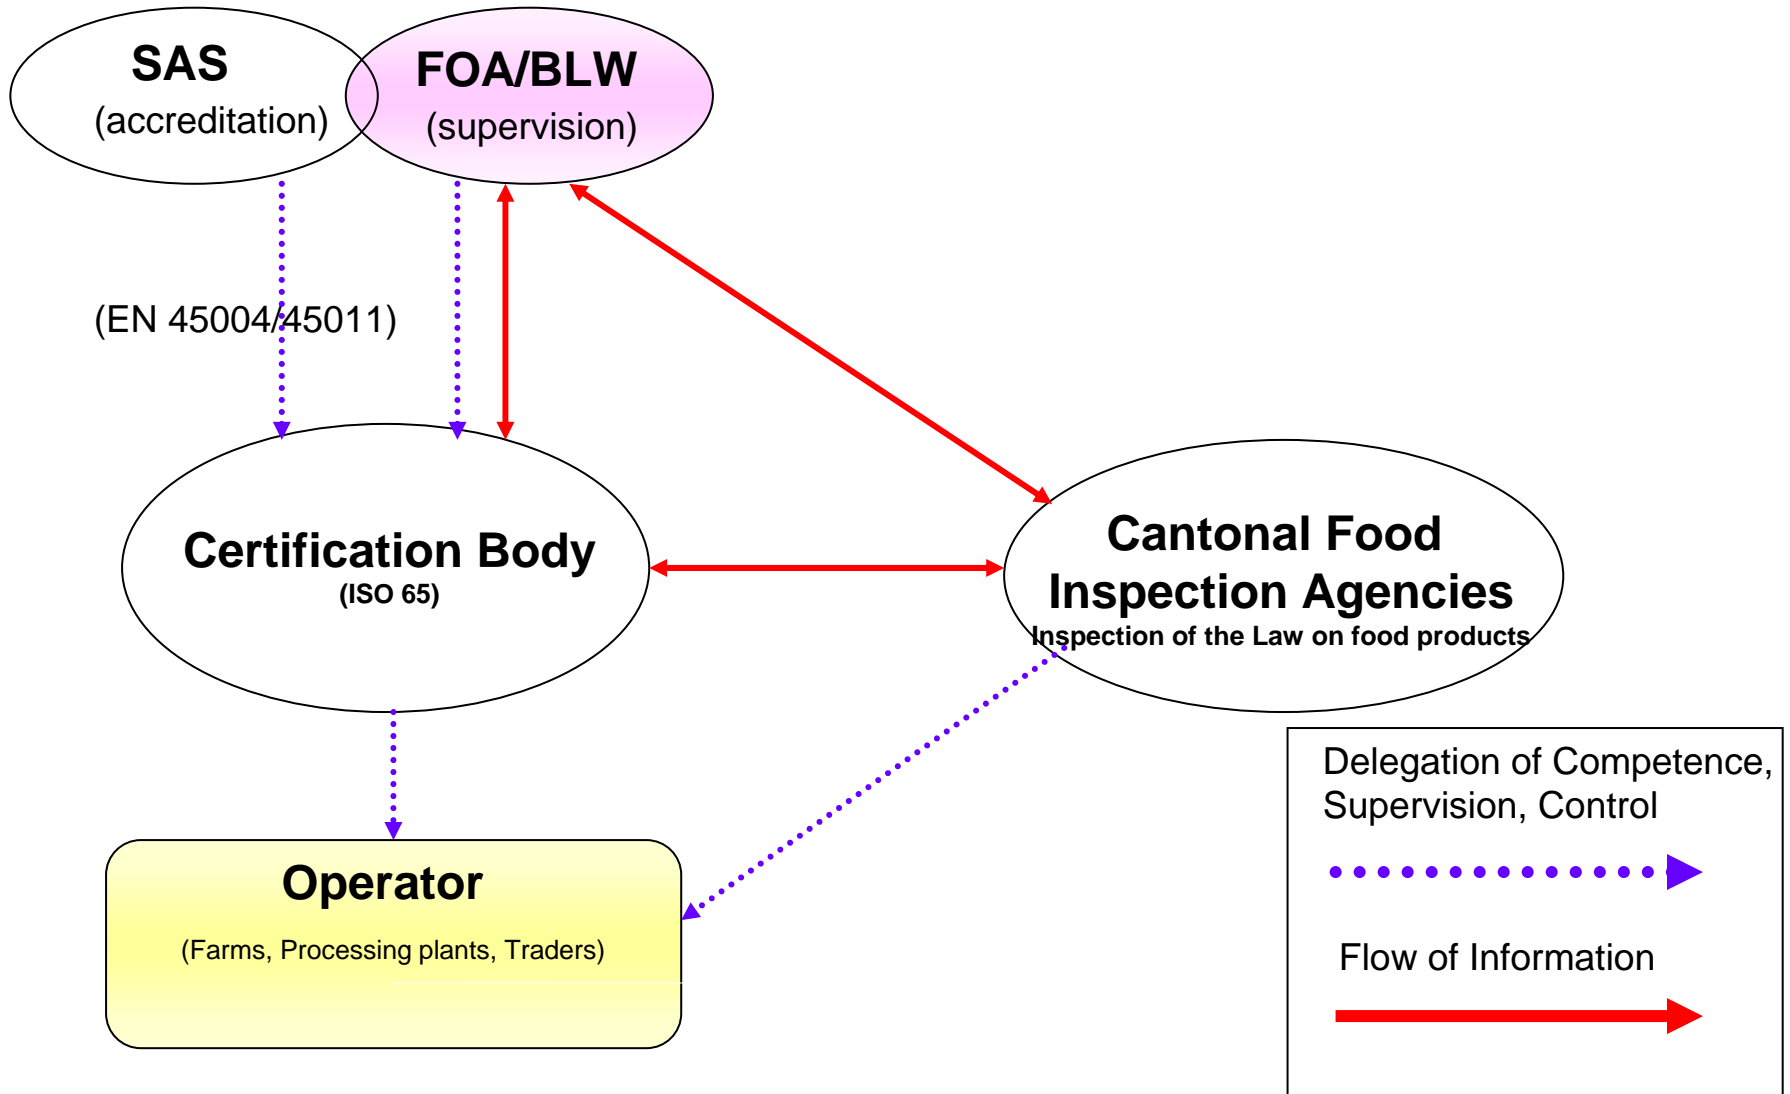 SAS
(accreditation)
FOA/BLW
(supervision)
(EN 45004/45011)
Certification Body
(ISO 65)
Cantonal Food
Inspection Agencies
Inspection of the Law on food products
Operator
(Farms, Processing plants, Traders)
Delegation of Competence,
Supervision, Control
Flow of Information